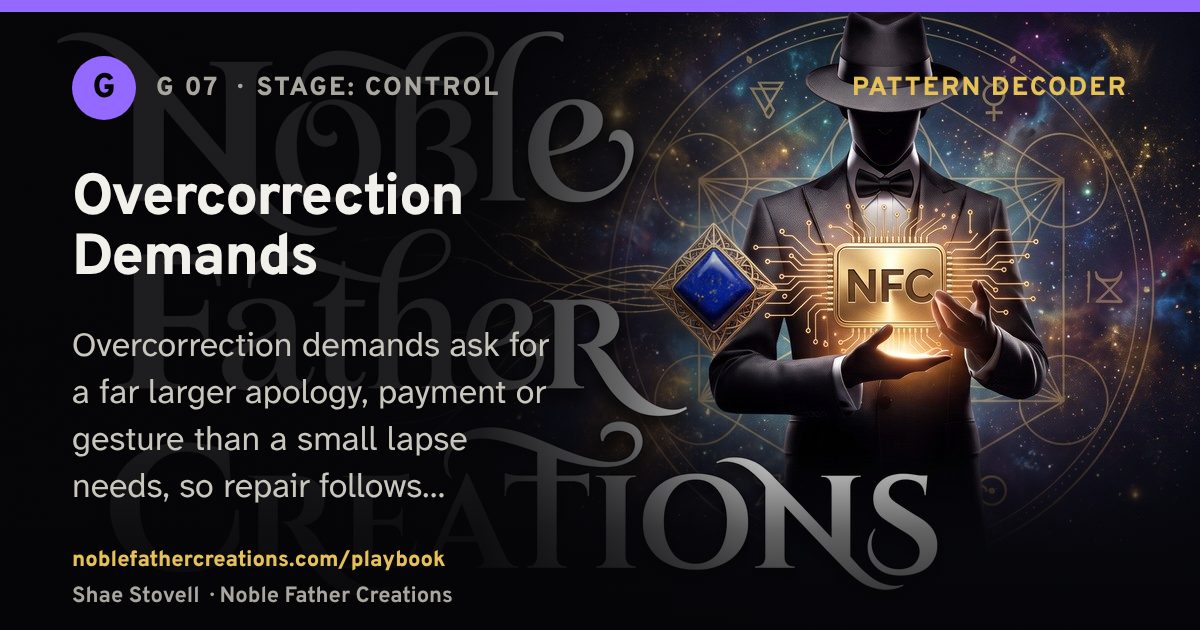 G
G 07 · STAGE: CONTROL
PATTERN DECODER
Overcorrection
Demands
Overcorrection demands ask for
a far larger apology, payment or
gesture than a small lapse
needs, so repair follows...
noblefathercreations.com/playbook
Shae Stovell · Noble Father Creations
Noble
Father
Creations
NFC